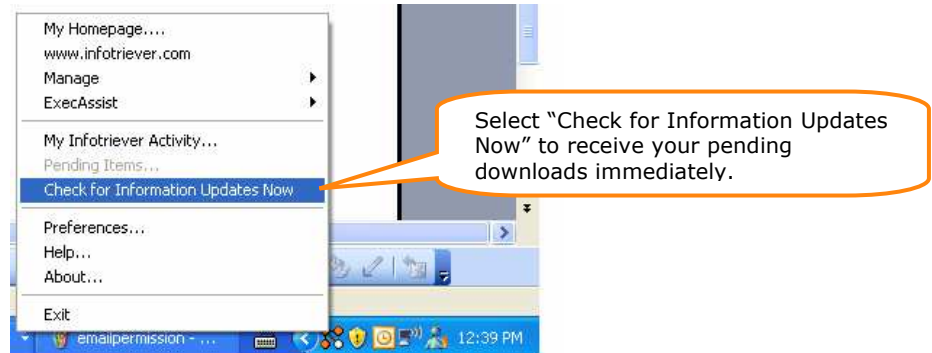 My Homepage....
www.infotriever.com
Manage
ExecAssist
My Infotriever Activity...
Pending Items...
Check for Information Updates Now
Preferences...
Help...
About...
Exit
Select “Check for Information Updates
Now” to receive your pending
downloads immediately.
emailpermission - ...
12:39 PM